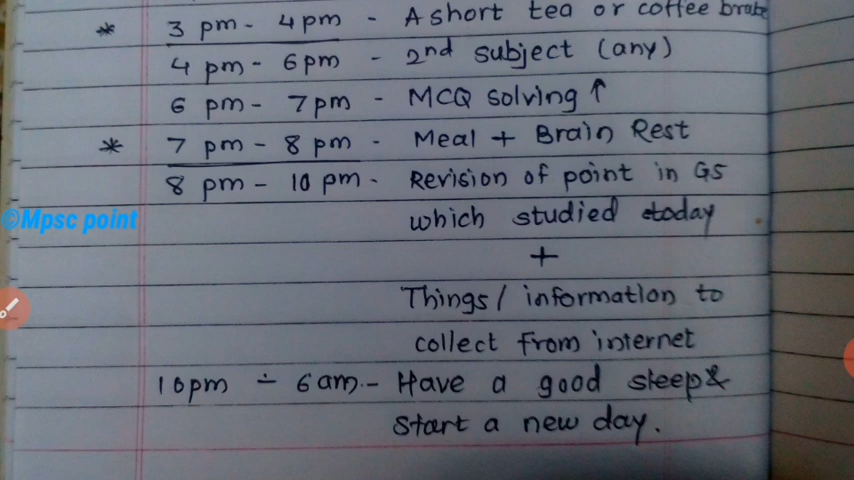 * 3 pm - 4 pm - A short tea or coffee brake
4 pm - 6 pm - 2nd subject (any)
6 pm - 7 pm - MCQ solving ↑
* 7 pm - 8 pm - Meal + Brain Rest
8 pm - 10 pm - Revision of point in GS
©Mpsc point
which studied today
+
Things / information to
collect from internet
10pm - 6 am - Have a good sleep &
start a new day.